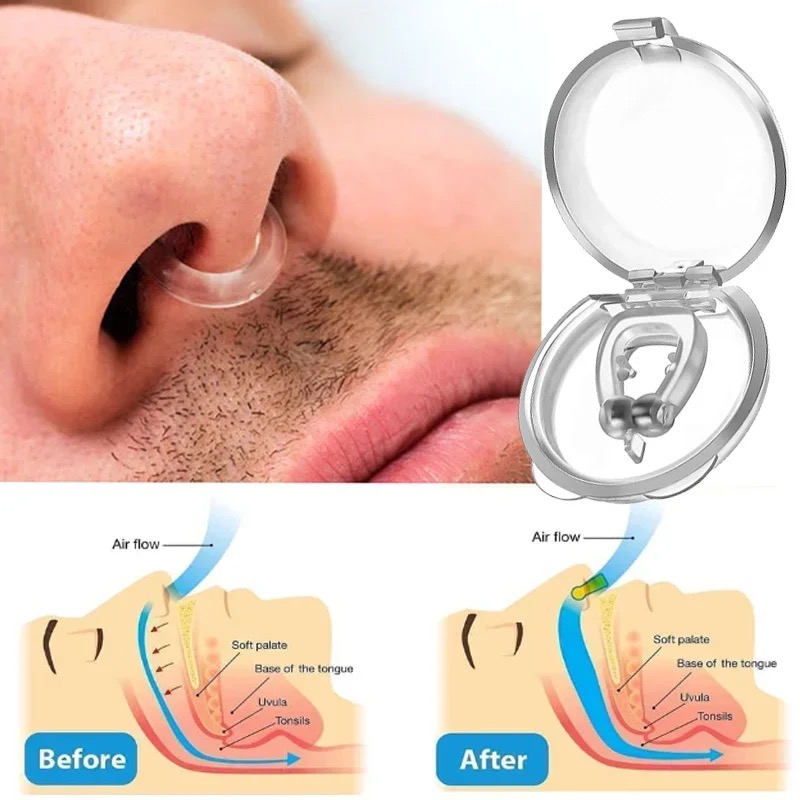 Air flow
Soft palate
Base of the tongue
Uvula
Tonsils
Before
Air flow
Soft palate
Base of the tongue
Uvula
Tonsils
After